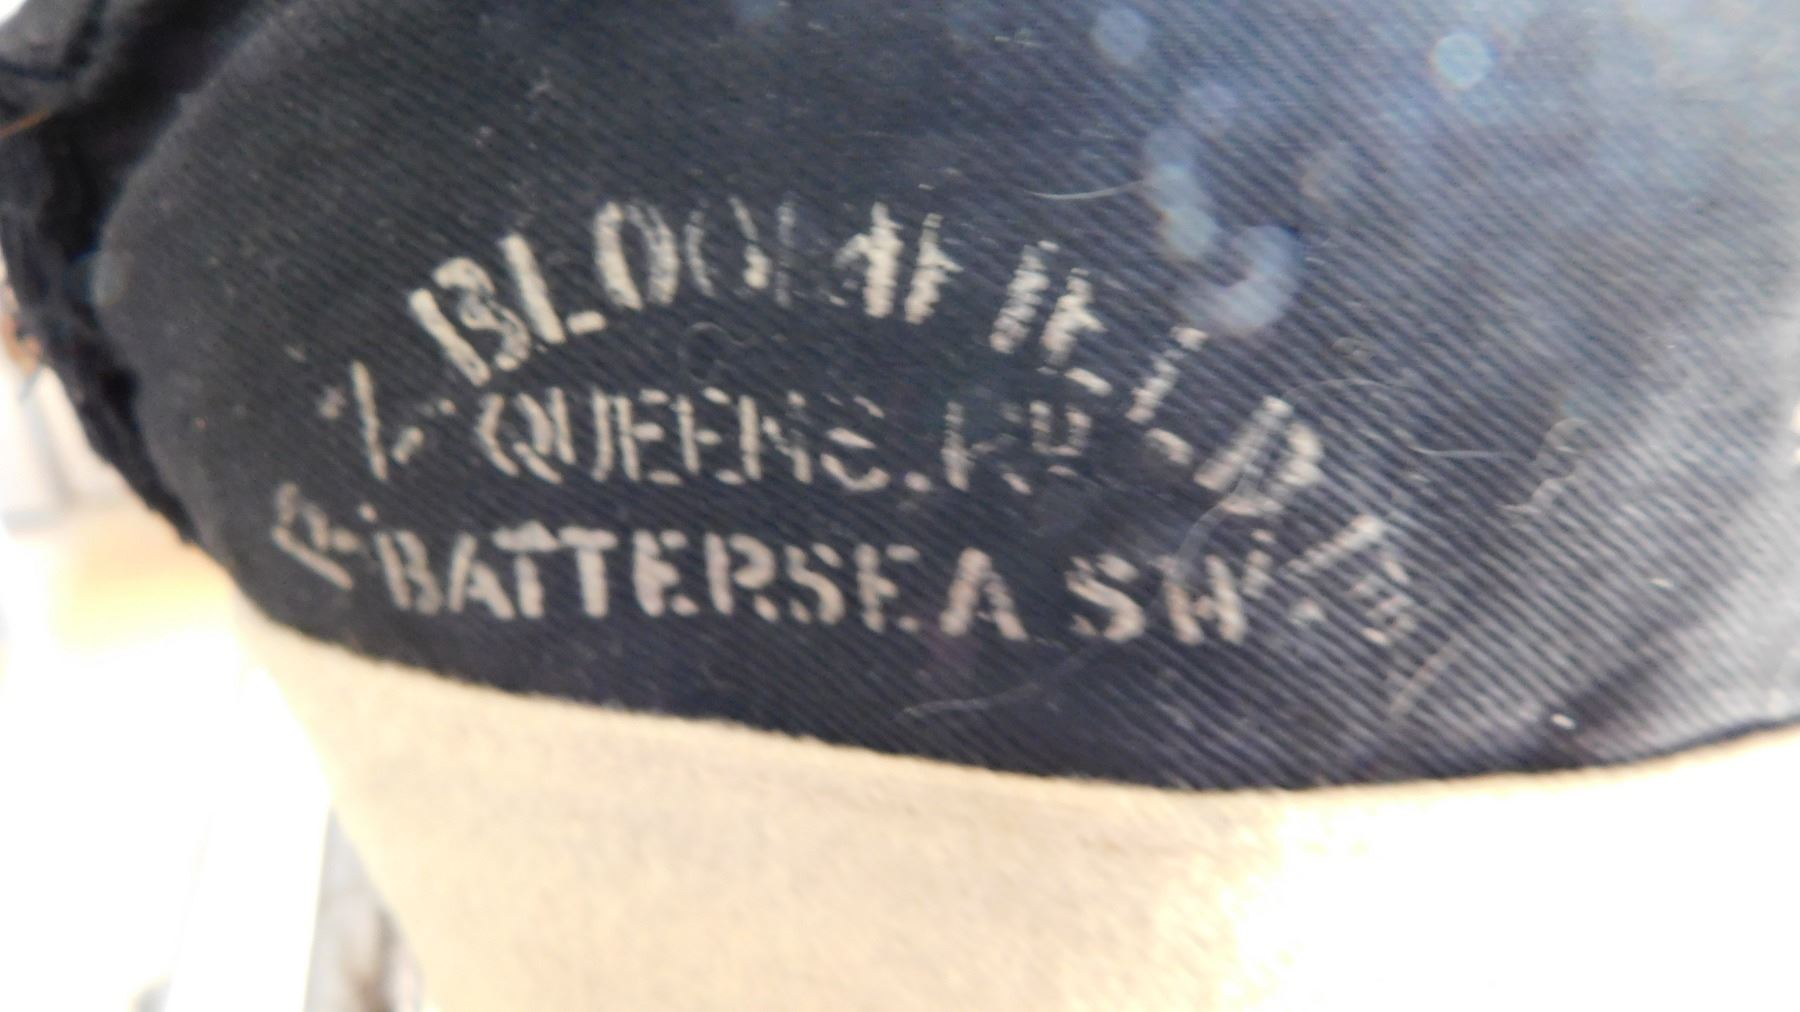 BLOOMFIELD
QUEENS. RD
BATTERSEA SW.